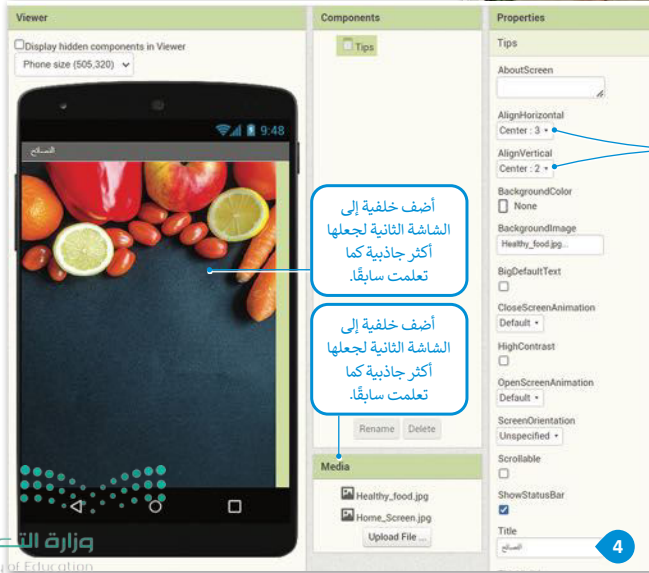 Viewer
Display hidden components in Viewer
Phone size (505,320)
9:48
النصائح
أضف خلفية إلى
الشاشة الثانية لجعلها
أكثر جاذبية كما
تعلمت سابقًا.
أضف خلفية إلى
الشاشة الثانية لجعلها
أكثر جاذبية كما
تعلمت سابقًا.
Components
Tips
Rename Delete
Media
Healthy_food.jpg
Home_Screen.jpg
Upload File ...
Properties
Tips
AboutScreen
AlignHorizontal
Center : 3
AlignVertical
Center : 2
BackgroundColor
None
BackgroundImage
Healthy_food.jpg...
BigDefaultText
CloseScreenAnimation
Default
HighContrast
OpenScreenAnimation
Default
ScreenOrientation
Unspecified
Scrollable
ShowStatusBar
Title
النصائح
4
وزارة التـ
of Education